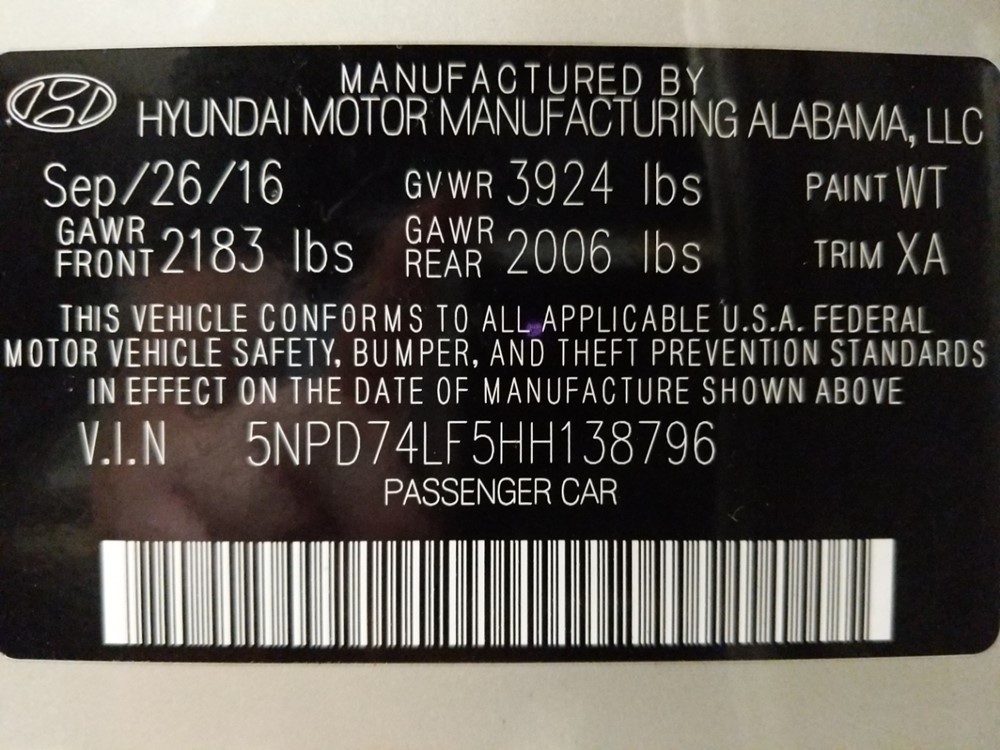 MANUFACTURED BY
HYUNDAI MOTOR MANUFACTURING ALABAMA, LLC
Sep/26/16 GVWR 3924 lbs PAINT WT
GAWR FRONT 2183 lbs GAWR REAR 2006 lbs TRIM XA
THIS VEHICLE CONFORMS TO ALL APPLICABLE U.S.A. FEDERAL
MOTOR VEHICLE SAFETY, BUMPER, AND THEFT PREVENTION STANDARDS
IN EFFECT ON THE DATE OF MANUFACTURE SHOWN ABOVE
V.I.N 5NPD74LF5HH138796
PASSENGER CAR